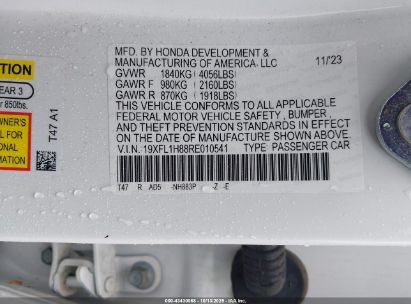 MFD. BY HONDA DEVELOPMENT &
MANUFACTURING OF AMERICA, LLC 11/23
GVWR 1840KG (4056LBS)
GAWR F 980KG (2160LBS)
GAWR R 870KG (1918LBS)
THIS VEHICLE CONFORMS TO ALL APPLICABLE
FEDERAL MOTOR VEHICLE SAFETY, BUMPER,
AND THEFT PREVENTION STANDARDS IN EFFECT
ON THE DATE OF MANUFACTURE SHOWN ABOVE.
V.I.N. 19XFL1H88RE010541 TYPE: PASSENGER CAR
T47 R AD5 -NH883P -Z -E
T47 A1
TION
EAR 3
r 850lbs.
WNER'S
L FOR
ATION